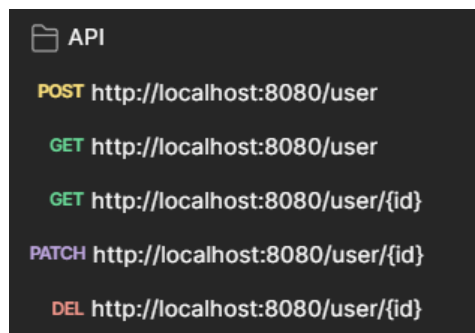 API
POST http://localhost:8080/user
GET http://localhost:8080/user
GET http://localhost:8080/user/{id}
PATCH http://localhost:8080/user/{id}
DEL http://localhost:8080/user/{id}